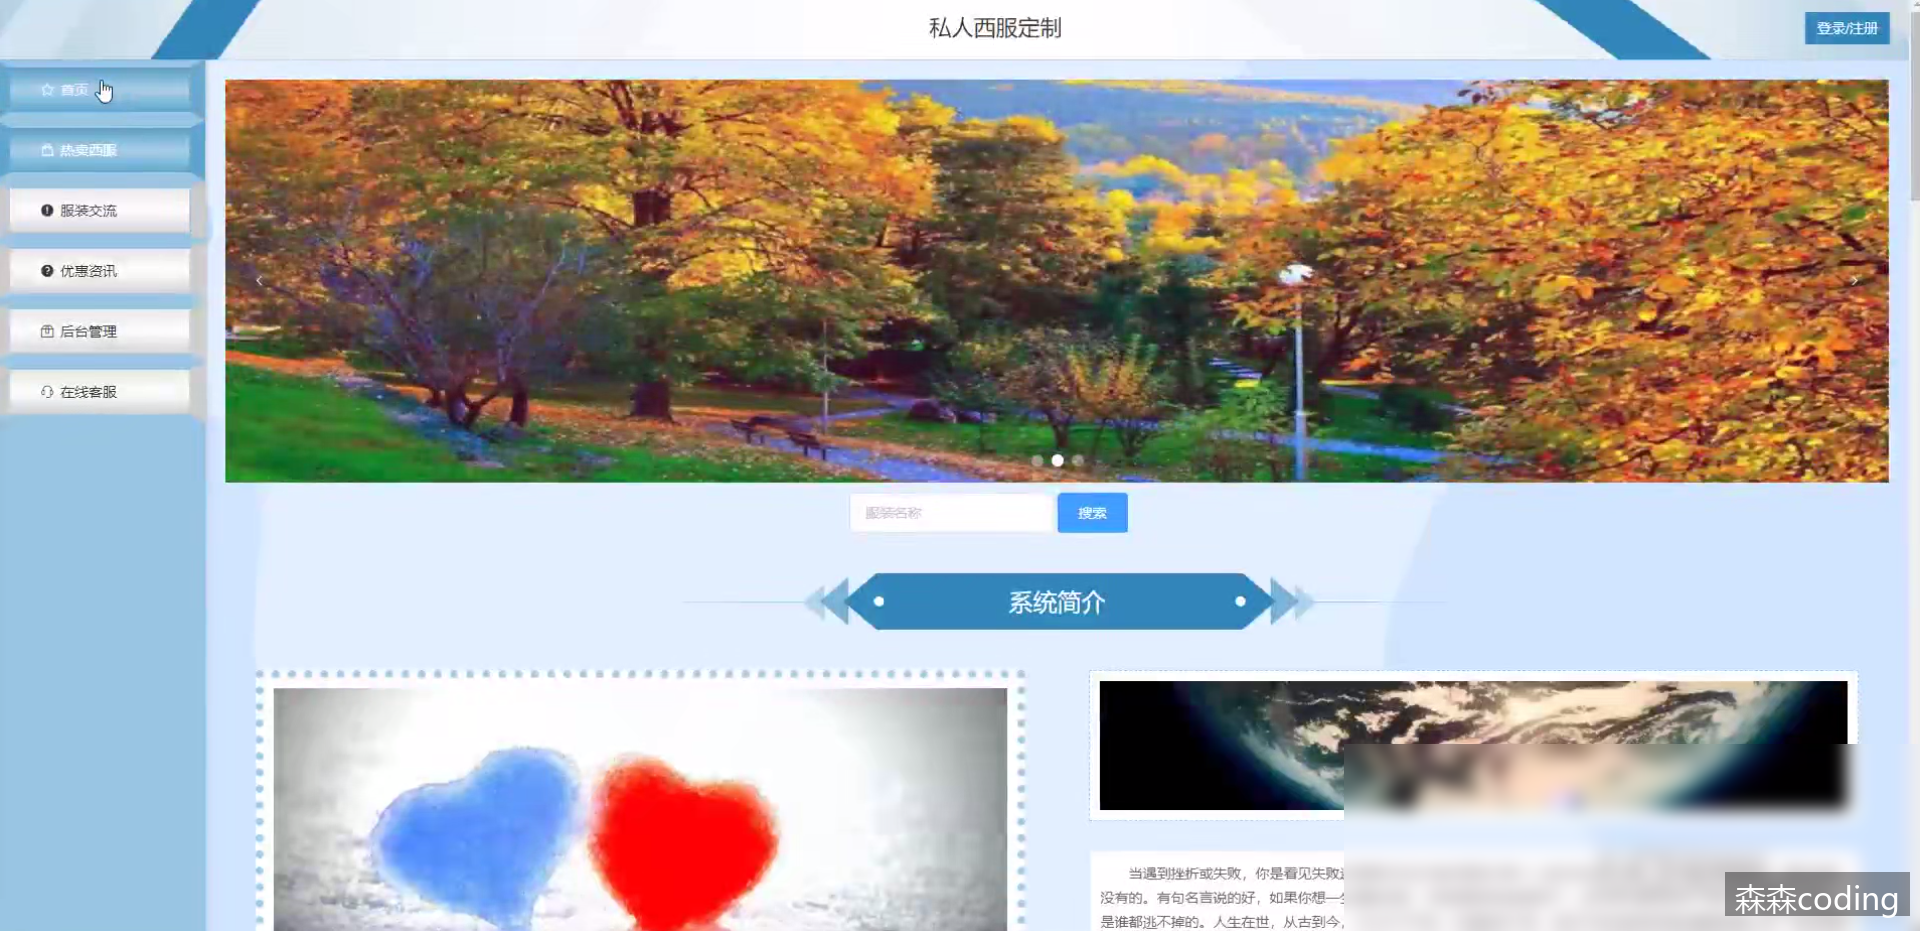 私人西服定制
登录/注册
首页
热卖西服
服装交流
优惠资讯
后台管理
在线客服
服装名称
搜索
系统简介
当遇到挫折或失败，你是看见失败
没有的。有句名言说的好，如果你想一
是谁都逃不掉的。人生在世，从古到今，
森森coding